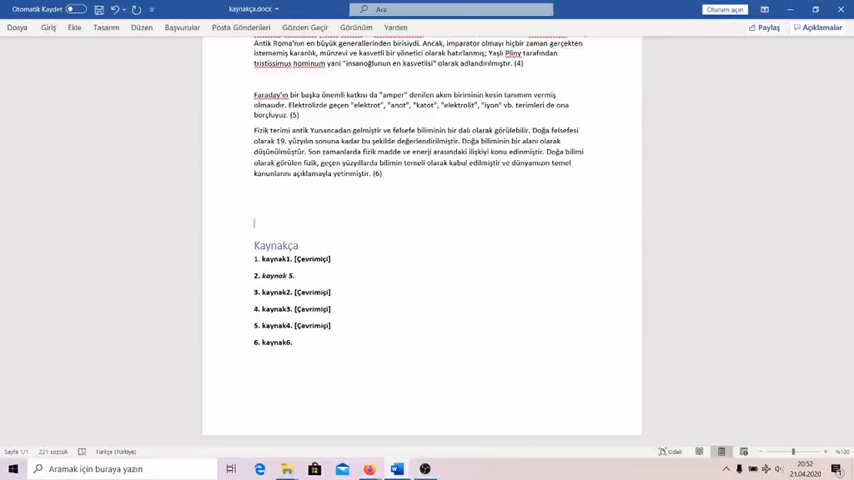 Otomatik Kaydet
kaynakça.docx
Ara
Oturum açın
Dosya Giriş Ekle Tasarım Düzen Başvurular Posta Gönderileri Gözden Geçir Görünüm Yardım Paylaş Açıklamalar
Antik Roma'nın en büyük generallerinden birisiydi. Ancak, imparator olmayı hiçbir zaman gerçekten
istememiş karanlık, münzevi ve kasvetli bir yönetici olarak hatırlanmış; Yaşlı Pliny tarafından
tristissimus hominum yani "insanoğlunun en kasvetlisi" olarak adlandırılmıştır. (4)
Faraday'ın bir başka önemli katkısı da "amper" denilen akım biriminin kesin tanımını vermiş
olmasıdır. Elektrolizde geçen "elektrot", "anot", "katot", "elektrolit", "iyon" vb. terimleri de ona
borçluyuz. (5)
Fizik terimi antik Yunancadan gelmiştir ve felsefe biliminin bir dalı olarak görülebilir. Doğa felsefesi
olarak 19. yüzyılın sonuna kadar bu şekilde değerlendirilmiştir. Doğa biliminin bir alanı olarak
düşünülmüştür. Son zamanlarda fizik madde ve enerji arasındaki ilişkiyi konu edinmiştir. Doğa bilimi
olarak görülen fizik, geçen yüzyıllarda bilimin temeli olarak kabul edilmiştir ve dünyamızın temel
kanunlarını açıklamayla yetinmiştir. (6)
Kaynakça
1. kaynak1. [Çevrimiçi]
2. kaynak 5.
3. kaynak2. [Çevrimiçi]
4. kaynak3. [Çevrimiçi]
5. kaynak4. [Çevrimiçi]
6. kaynak6.
Sayfa 1/1 221 sözcük Türkçe (Türkiye) Odak %100
Aramak için buraya yazın
20:52
21.04.2020